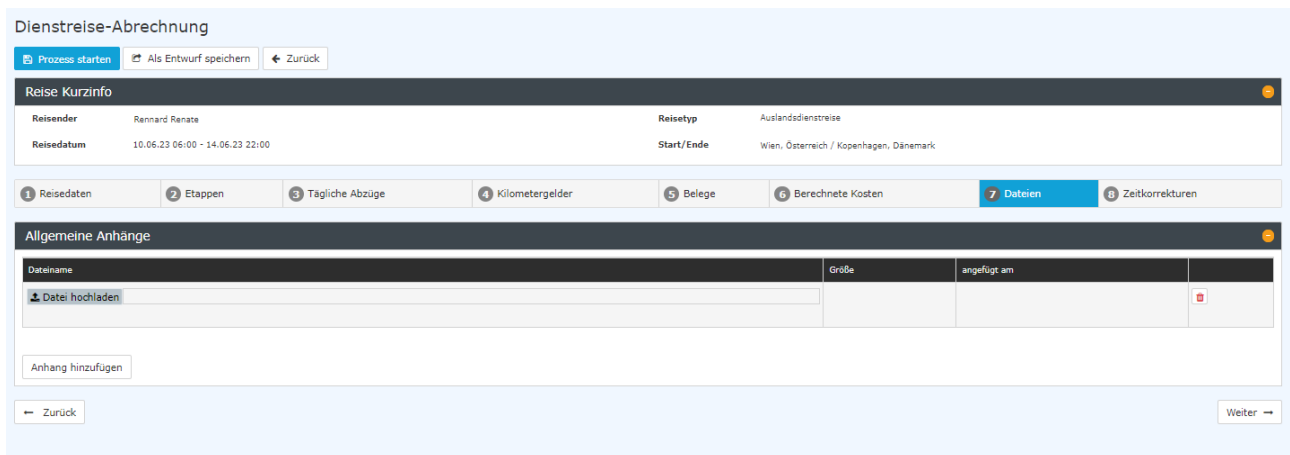 Dienstreise-Abrechnung
Prozess starten Als Entwurf speichern Zurück
Reise Kurzinfo
Reisender Rennard Renate Reisetyp Auslandsdienstreise
Reisedatum 10.06.23 06:00 - 14.06.23 22:00 Start/Ende Wien, Österreich / Kopenhagen, Dänemark
1 Reisedaten 2 Etappen 3 Tägliche Abzüge 4 Kilometergelder 5 Belege 6 Berechnete Kosten 7 Dateien 8 Zeitkorrekturen
Allgemeine Anhänge
Dateiname Größe angefügt am
Datei hochladen
Anhang hinzufügen
← Zurück Weiter →